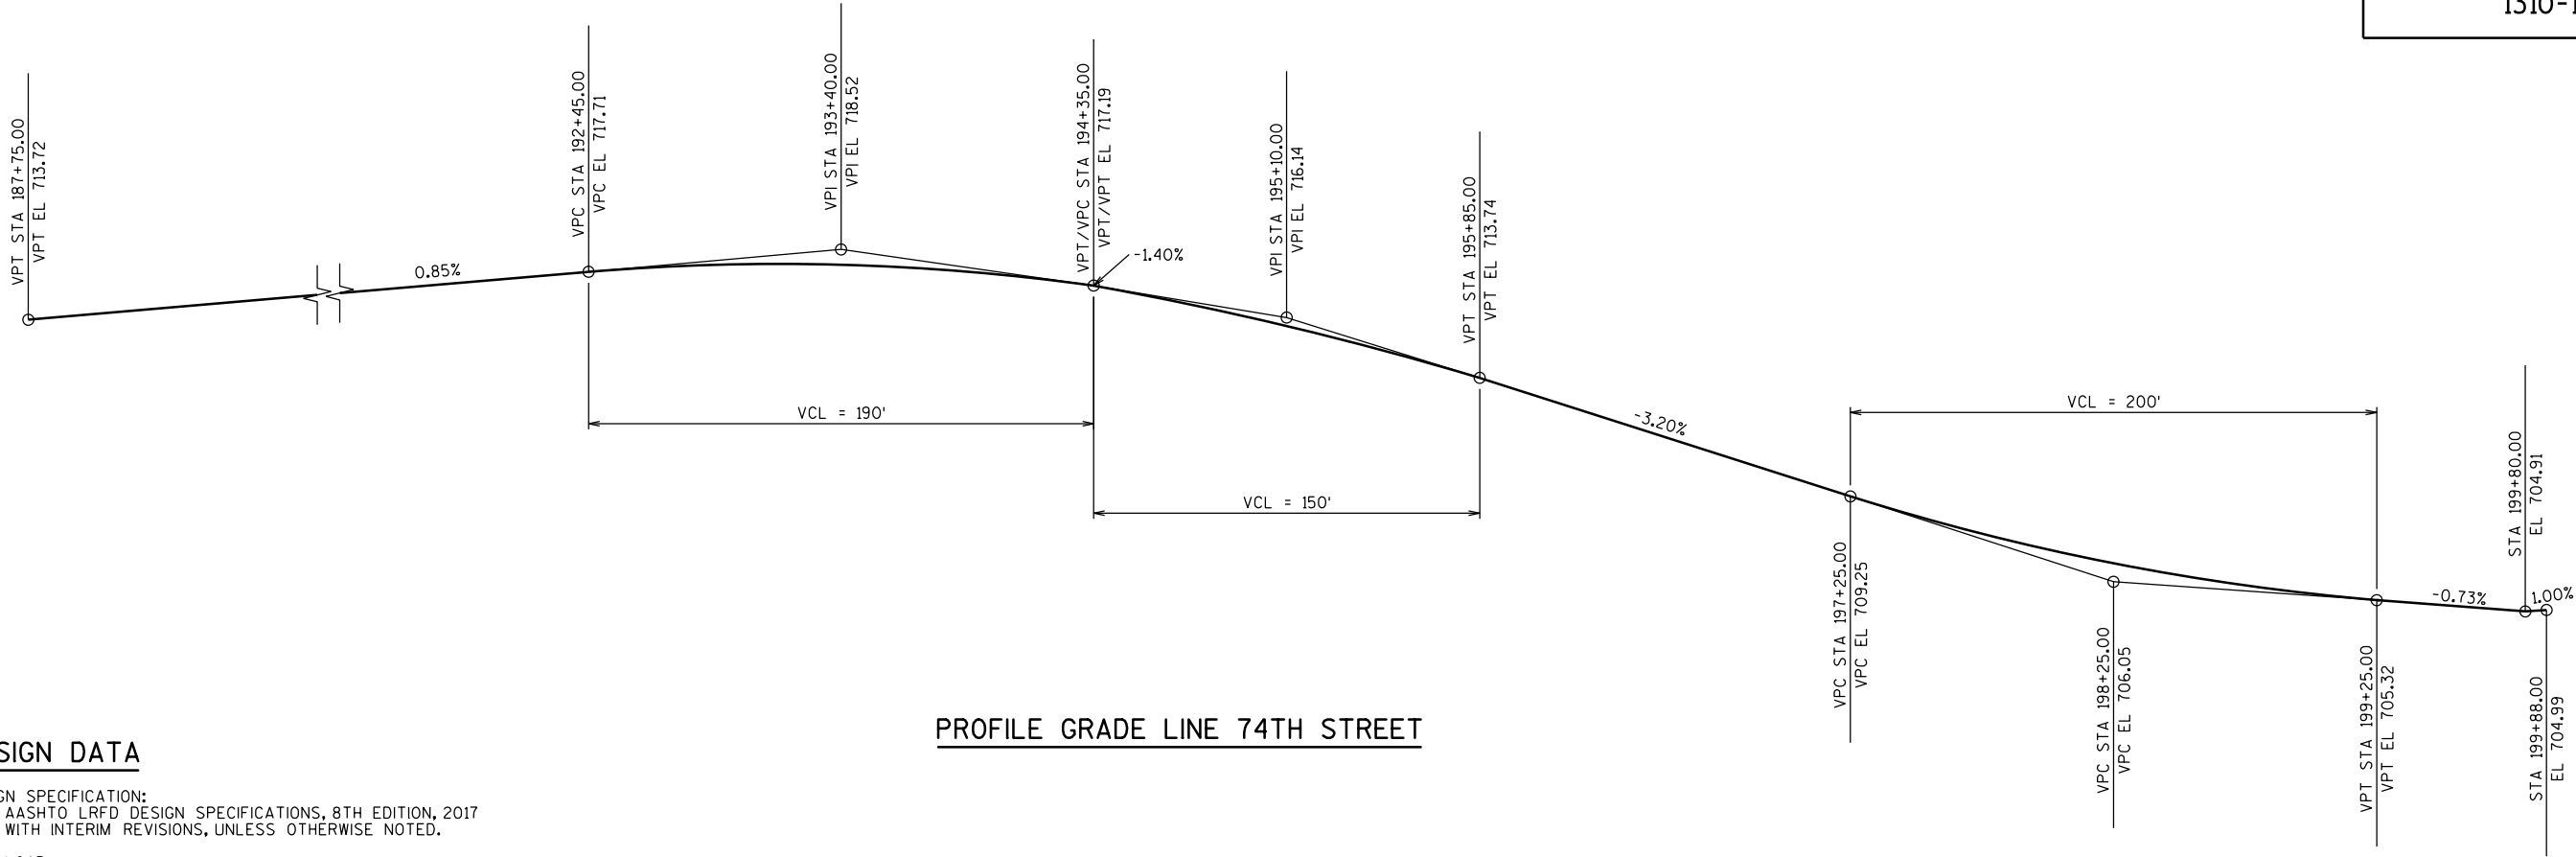 1310-1
VPT STA 187+75.00
VPT EL 713.72
0.85%
VPC STA 192+45.00
VPC EL 717.71
VPI STA 193+40.00
VPI EL 718.52
VPT/VPC STA 194+35.00
VPT/VPT EL 717.19
-1.40%
VPI STA 195+10.00
VPI EL 716.14
VPT STA 195+85.00
VPT EL 713.74
VCL = 190'
VCL = 150'
-3.20%
VCL = 200'
VPC STA 197+25.00
VPC EL 709.25
VPC STA 198+25.00
VPC EL 706.05
VPT STA 199+25.00
VPT EL 705.32
-0.73%
STA 199+80.00
EL 704.91
1.00%
STA 199+88.00
EL 704.99
PROFILE GRADE LINE 74TH STREET
SIGN DATA
GN SPECIFICATION:
AASHTO LRFD DESIGN SPECIFICATIONS, 8TH EDITION, 2017
WITH INTERIM REVISIONS, UNLESS OTHERWISE NOTED.